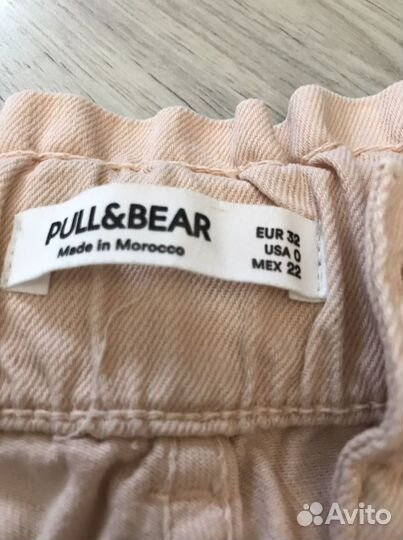 PULL&BEAR
Made in Morocco
EUR 32
USA 0
MEX 22
Avito